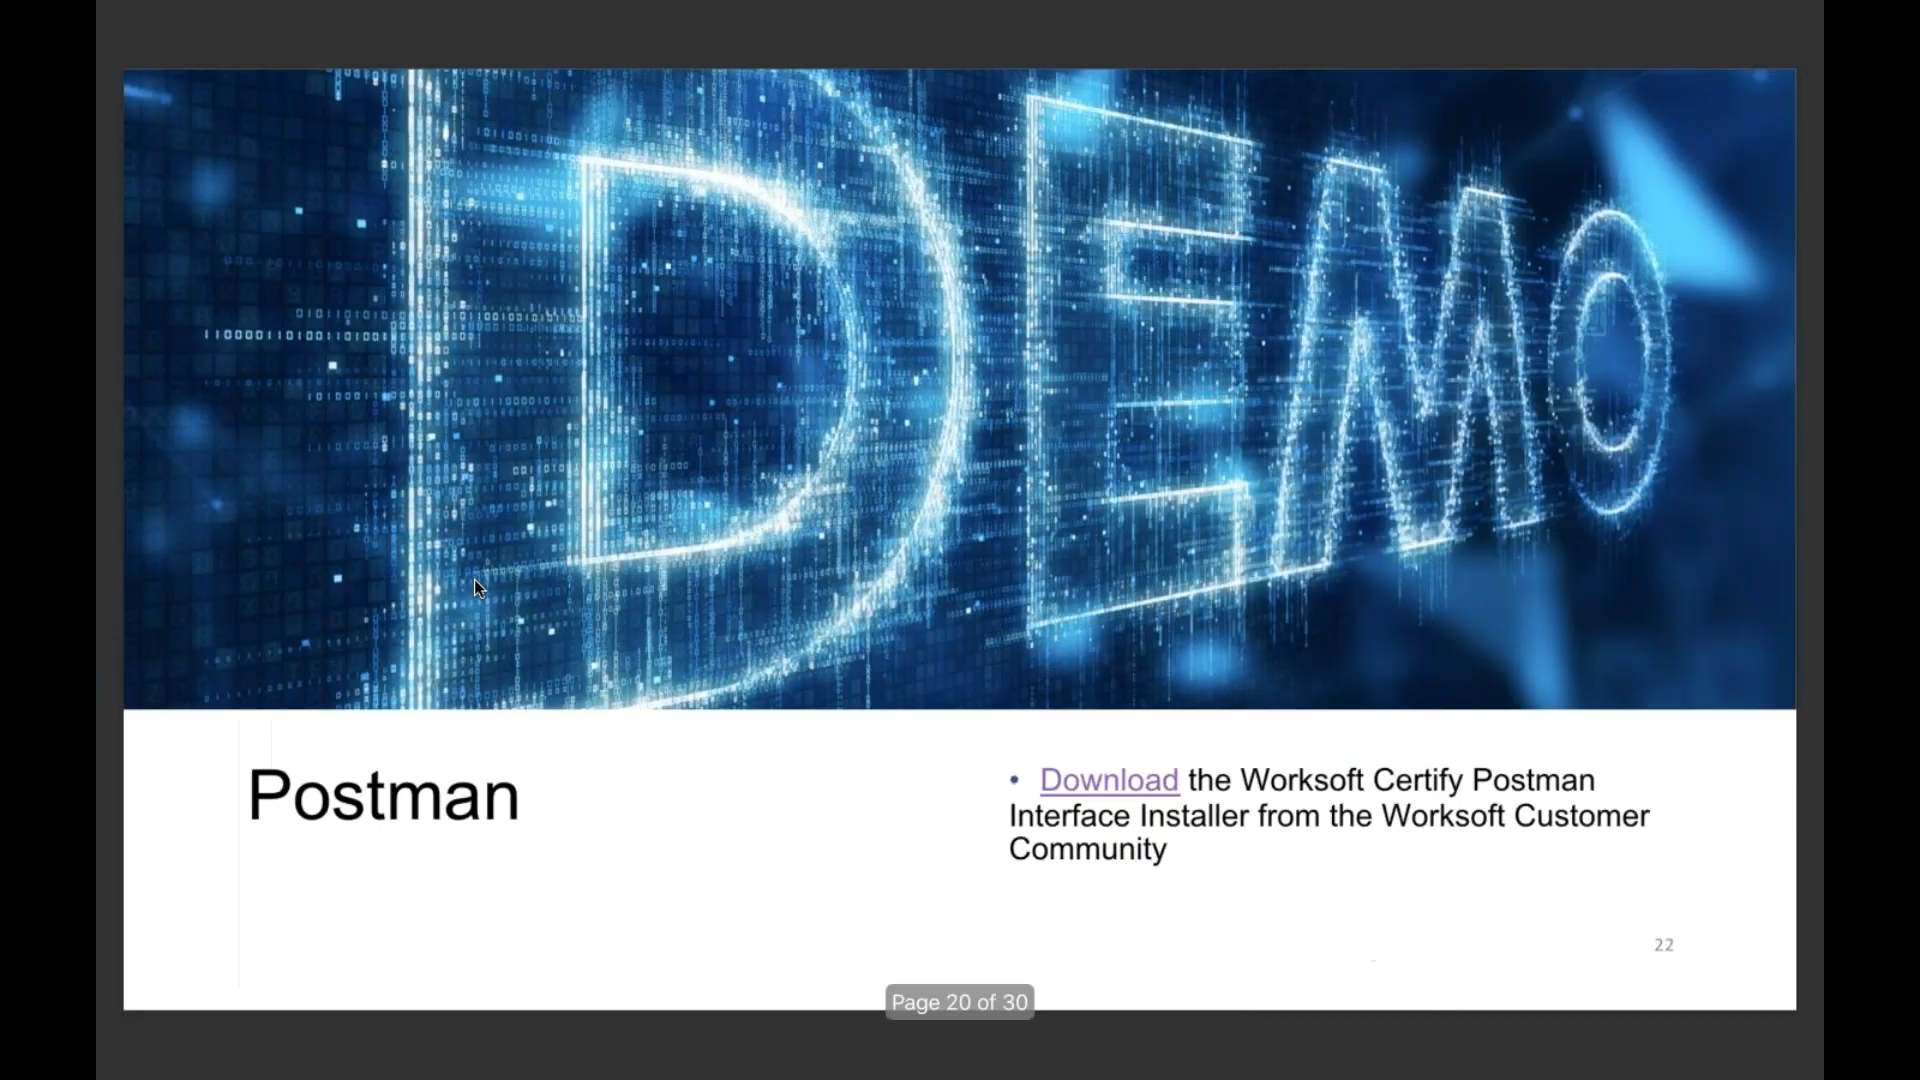 DEMO
Postman
• Download the Worksoft Certify Postman
Interface Installer from the Worksoft Customer
Community
22
Page 20 of 30